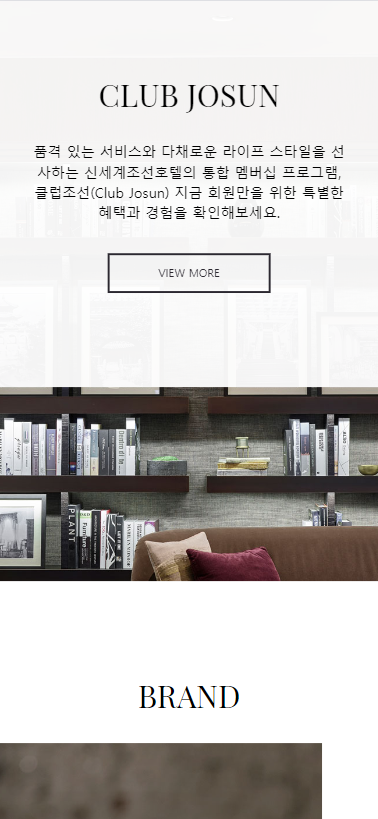 CLUB JOSUN
품격 있는 서비스와 다채로운 라이프 스타일을 선
사하는 신세계조선호텔의 통합 멤버십 프로그램,
클럽조선(Club Josun) 지금 회원만을 위한 특별한
혜택과 경험을 확인해보세요.
VIEW MORE
PLANT
BRAND